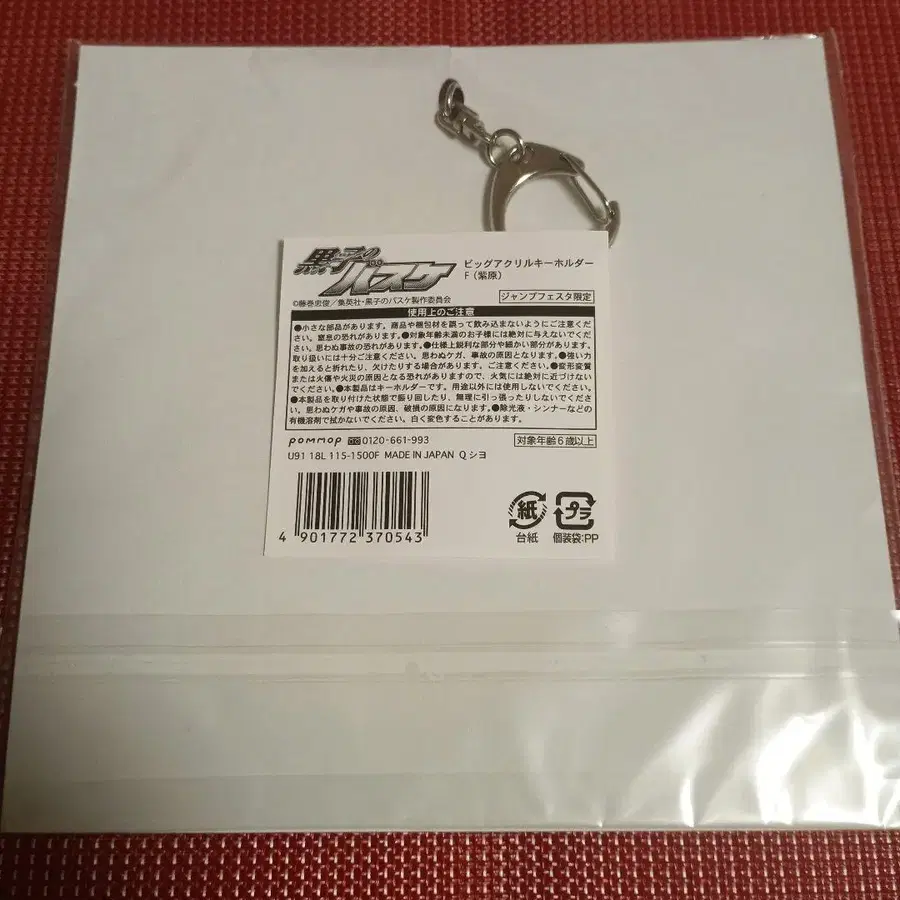 黒子のバスケ
ビッグアクリルキーホルダー
F（紫原）
©藤巻忠俊／集英社・黒子のバスケ製作委員会
ジャンプフェスタ限定
使用上のご注意
●小さな部品があります。商品や梱包材を誤って飲み込まないようにご注意くだ
さい。窒息の恐れがあります。●対象年齢未満のお子様には絶対に与えないでくだ
さい。思わぬ事故の恐れがあります。●仕様上鋭利な部分や細かい部分があります。
取り扱いには十分ご注意ください。思わぬケガ、事故の原因となります。●強い力
を加えると折れたり、欠けたりする場合があります。ご注意ください。●変形変質
または火傷や火災の原因となる恐れがありますので、火気には絶対に近づけない
でください。●本製品はキーホルダーです。用途以外には使用しないでください。
●本製品を取り付けた状態で振り回したり、無理に引っ張ったりしないでくだ
さい。思わぬケガや事故の原因、破損の原因になります。●除光液・シンナーなどの
有機溶剤で拭かないでください。白く変色することがあります。
pommop 0120-661-993
対象年齢6歳以上
U91 18L 115-1500F MADE IN JAPAN Q シヨ
4 901772 370543
紙
台紙
プラ
個装袋:PP